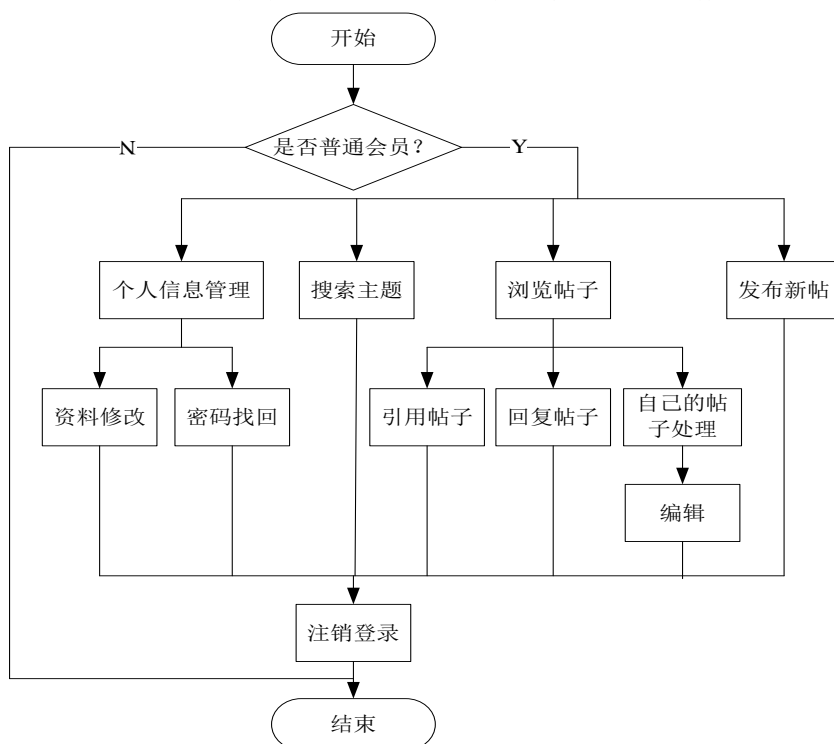 开始
是否普通会员？
N
Y
个人信息管理
搜索主题
浏览帖子
发布新帖
资料修改
密码找回
引用帖子
回复帖子
自己的帖
子处理
编辑
注销登录
结束